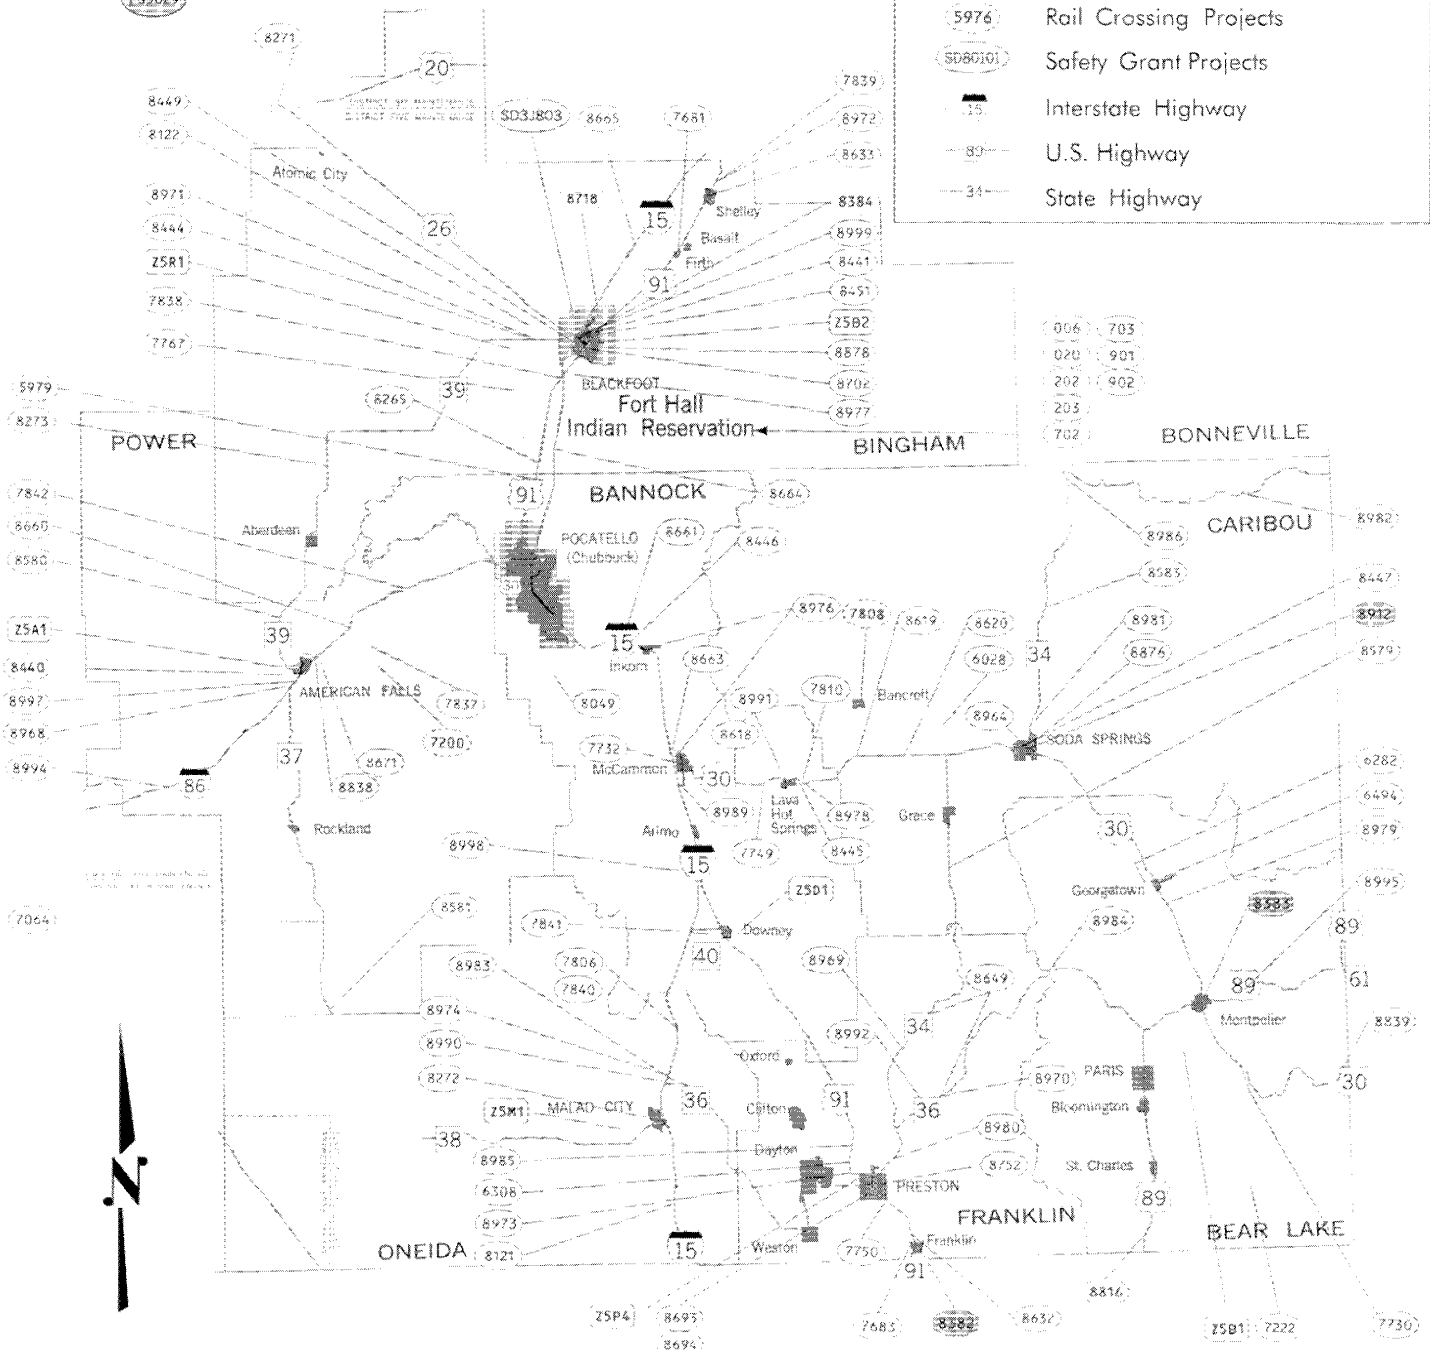 5976 Rail Crossing Projects
SD80101 Safety Grant Projects
15 Interstate Highway
89 U.S. Highway
34 State Highway
8271
20
7839
8449
SD3J803 8665 7681
8972
8122
8633
Atomic City
8971
8718
15
Shelley
8384
8444
26
Basalt
8999
Z5R1
Firth
8441
91
7838
8451
Z5B2
006 703
7767
8878
020 901
BLACKFOOT
8702
202 902
5979
39
8265
Fort Hall
8977
203
8273
Indian Reservation
702
POWER
BINGHAM
BONNEVILLE
7842
91
BANNOCK
8664
8660
Aberdeen
POCATELLO
8661
8982
CARIBOU
8446
8986
(Chubbuck)
8580
8585
8447
Z5A1
39
15
8976 7808 8619 8620
8981
8912
8440
Inkom
8663
6028
34
8876
8579
AMERICAN FALLS
8997
7837
8049
8991
7810
Bancroft
8964
8968
7200
8618
SODA SPRINGS
37
7732
8994
8671
McCammon
30
6282
86
8838
Lava
Hot
Springs
8989
8978
Grace
6494
Rockland
Arimo
30
8979
8998
7749
8445
15
Z5D1
Georgetown
8995
7064
8581
8383
7841
Downey
8984
89
40
8983
7806
8969
7840
8649
89
61
8974
34
Montpelier
8839
8990
8992
Oxford
8272
8970
PARIS
30
Z5M1
MALAD CITY
36
Clifton
91
36
Bloomington
38
8980
8985
Dayton
8752
St. Charles
6308
PRESTON
89
8973
FRANKLIN
BEAR LAKE
ONEIDA
8121
15
Weston
7750
Franklin
91
8816
Z5P4
8693
7683
8382
8632
Z5B1
7222
7730
8694
N